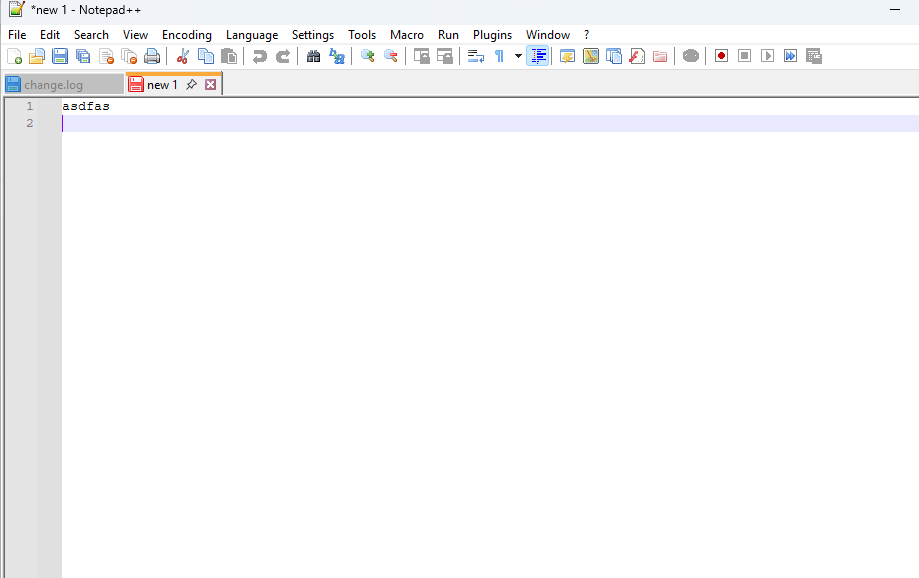 *new 1 - Notepad++
File Edit Search View Encoding Language Settings Tools Macro Run Plugins Window ?
change.log new 1
1 asdfas
2